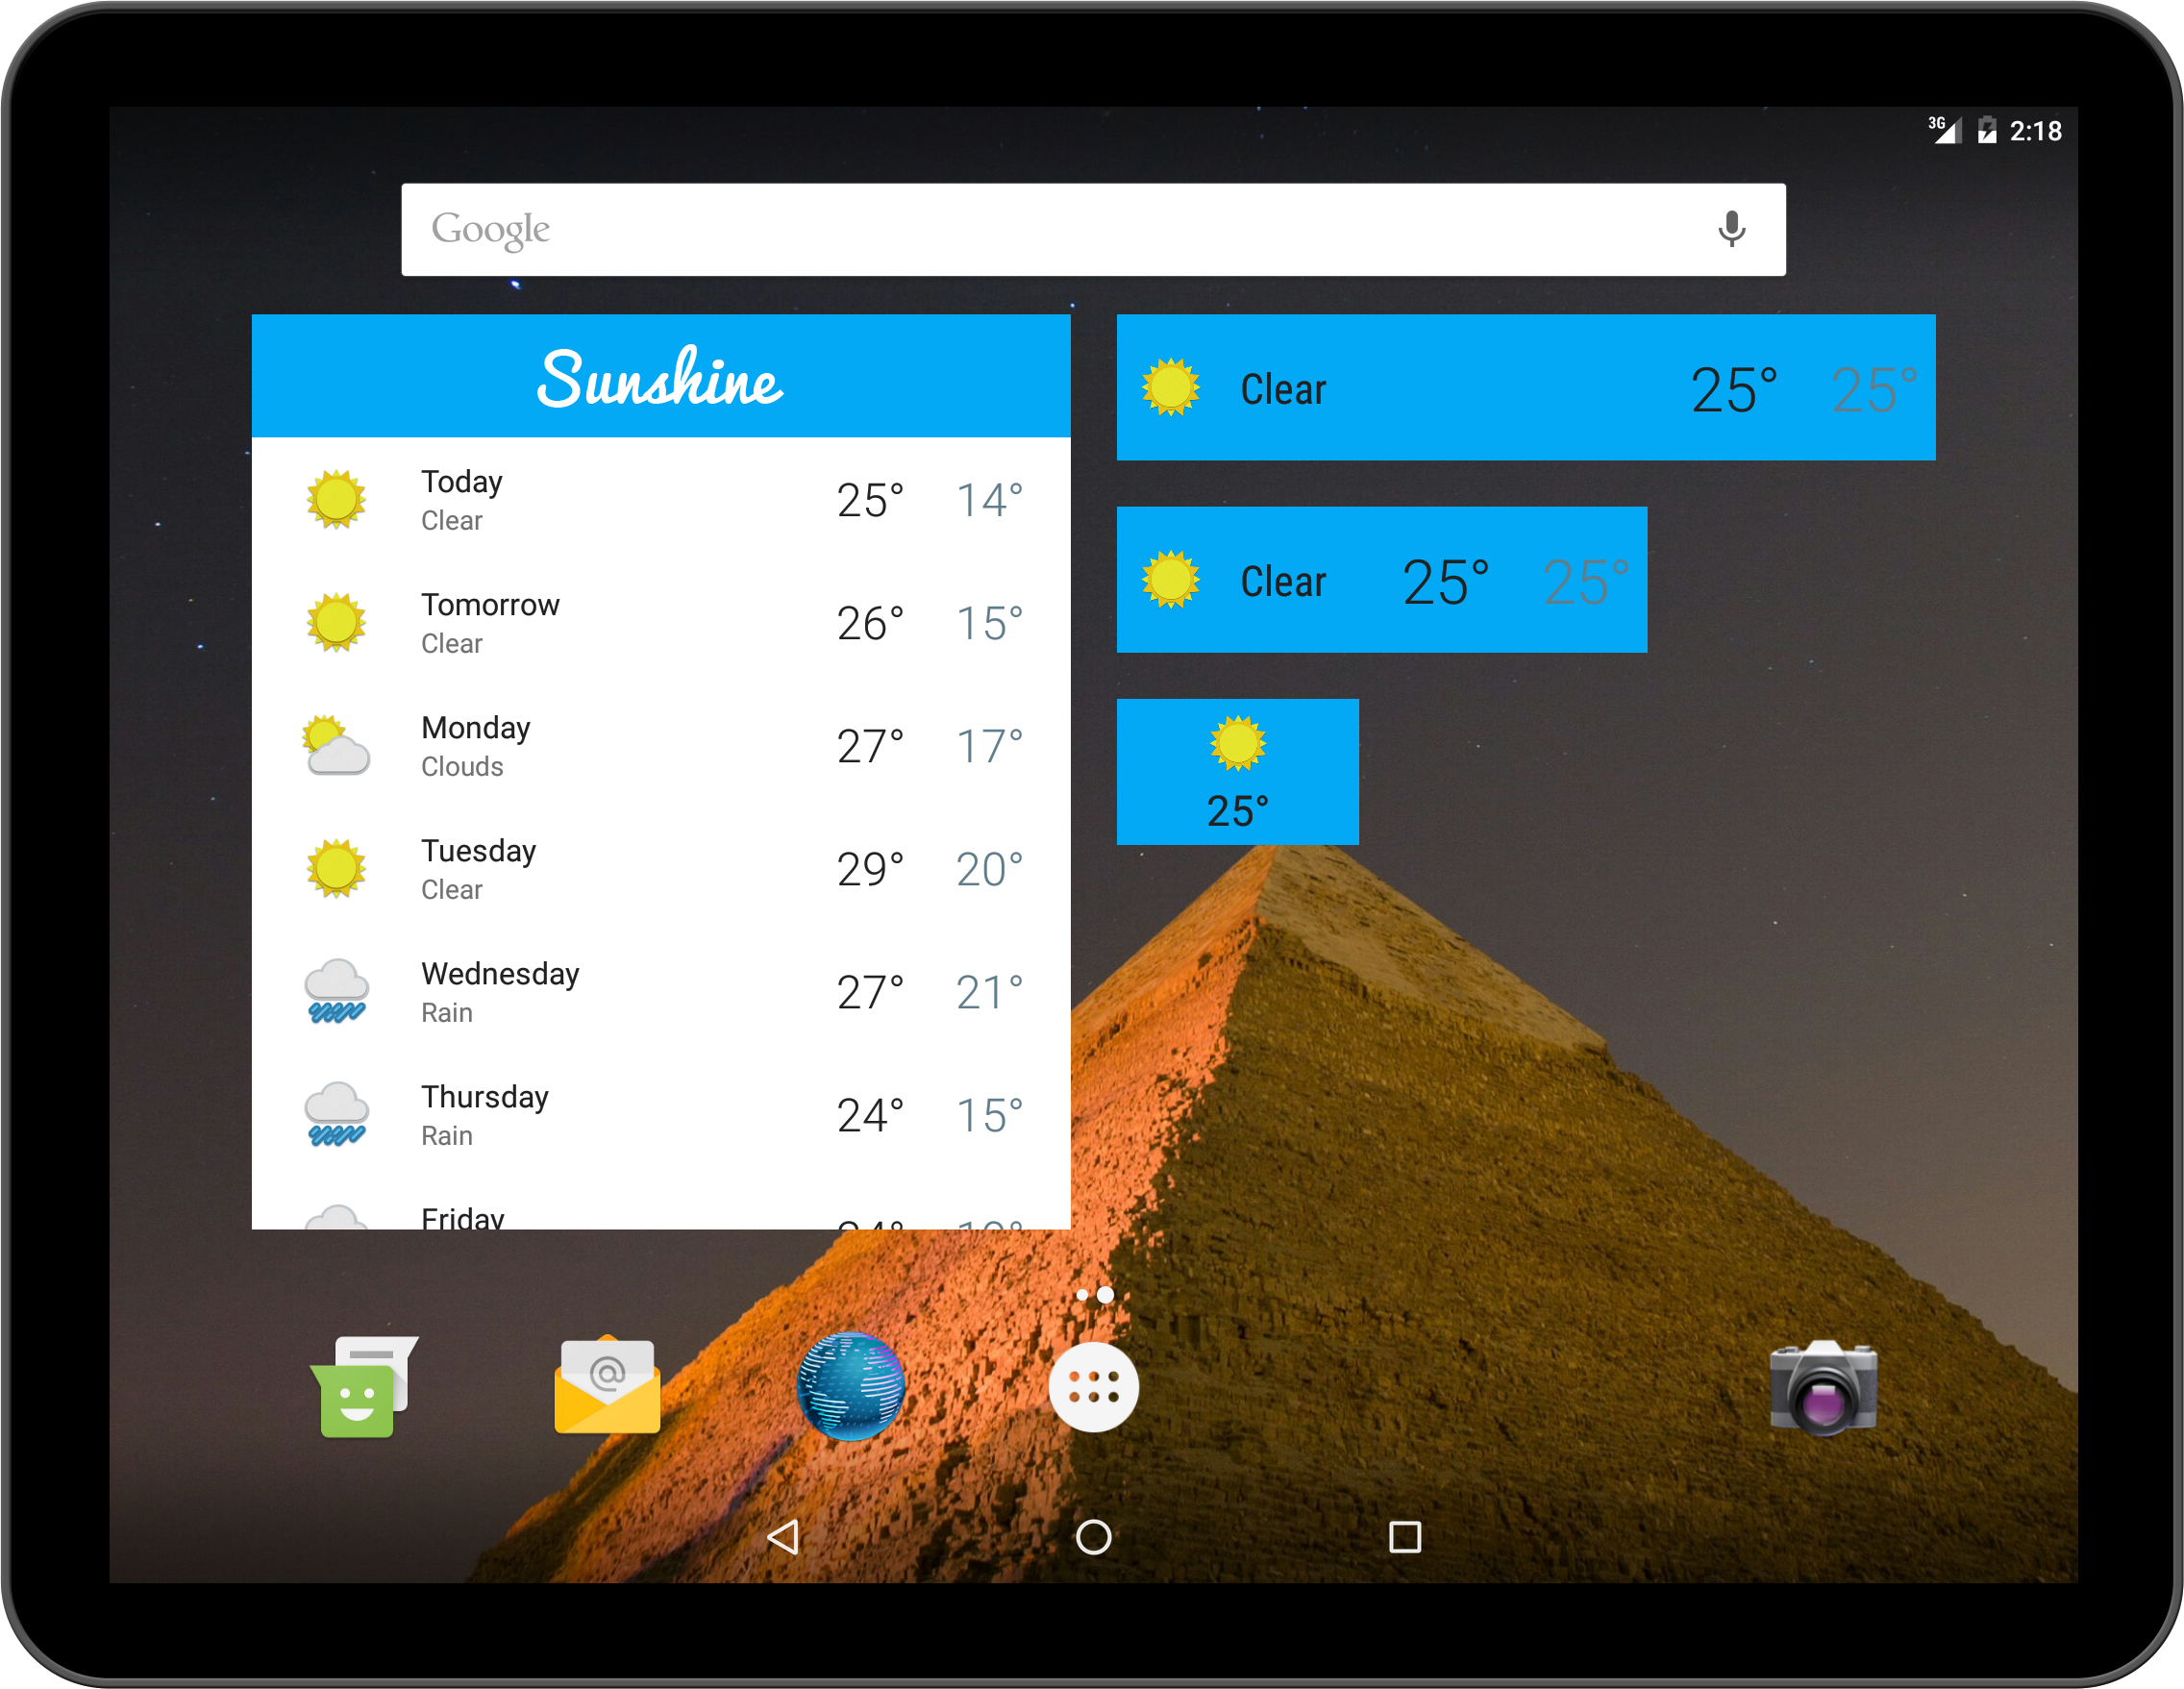 3G 2:18
Google
Sunshine
Today 25° 14°
Clear
Tomorrow 26° 15°
Clear
Monday 27° 17°
Clouds
Tuesday 29° 20°
Clear
Wednesday 27° 21°
Rain
Thursday 24° 15°
Rain
Friday
Clear 25° 25°
Clear 25° 25°
25°
@